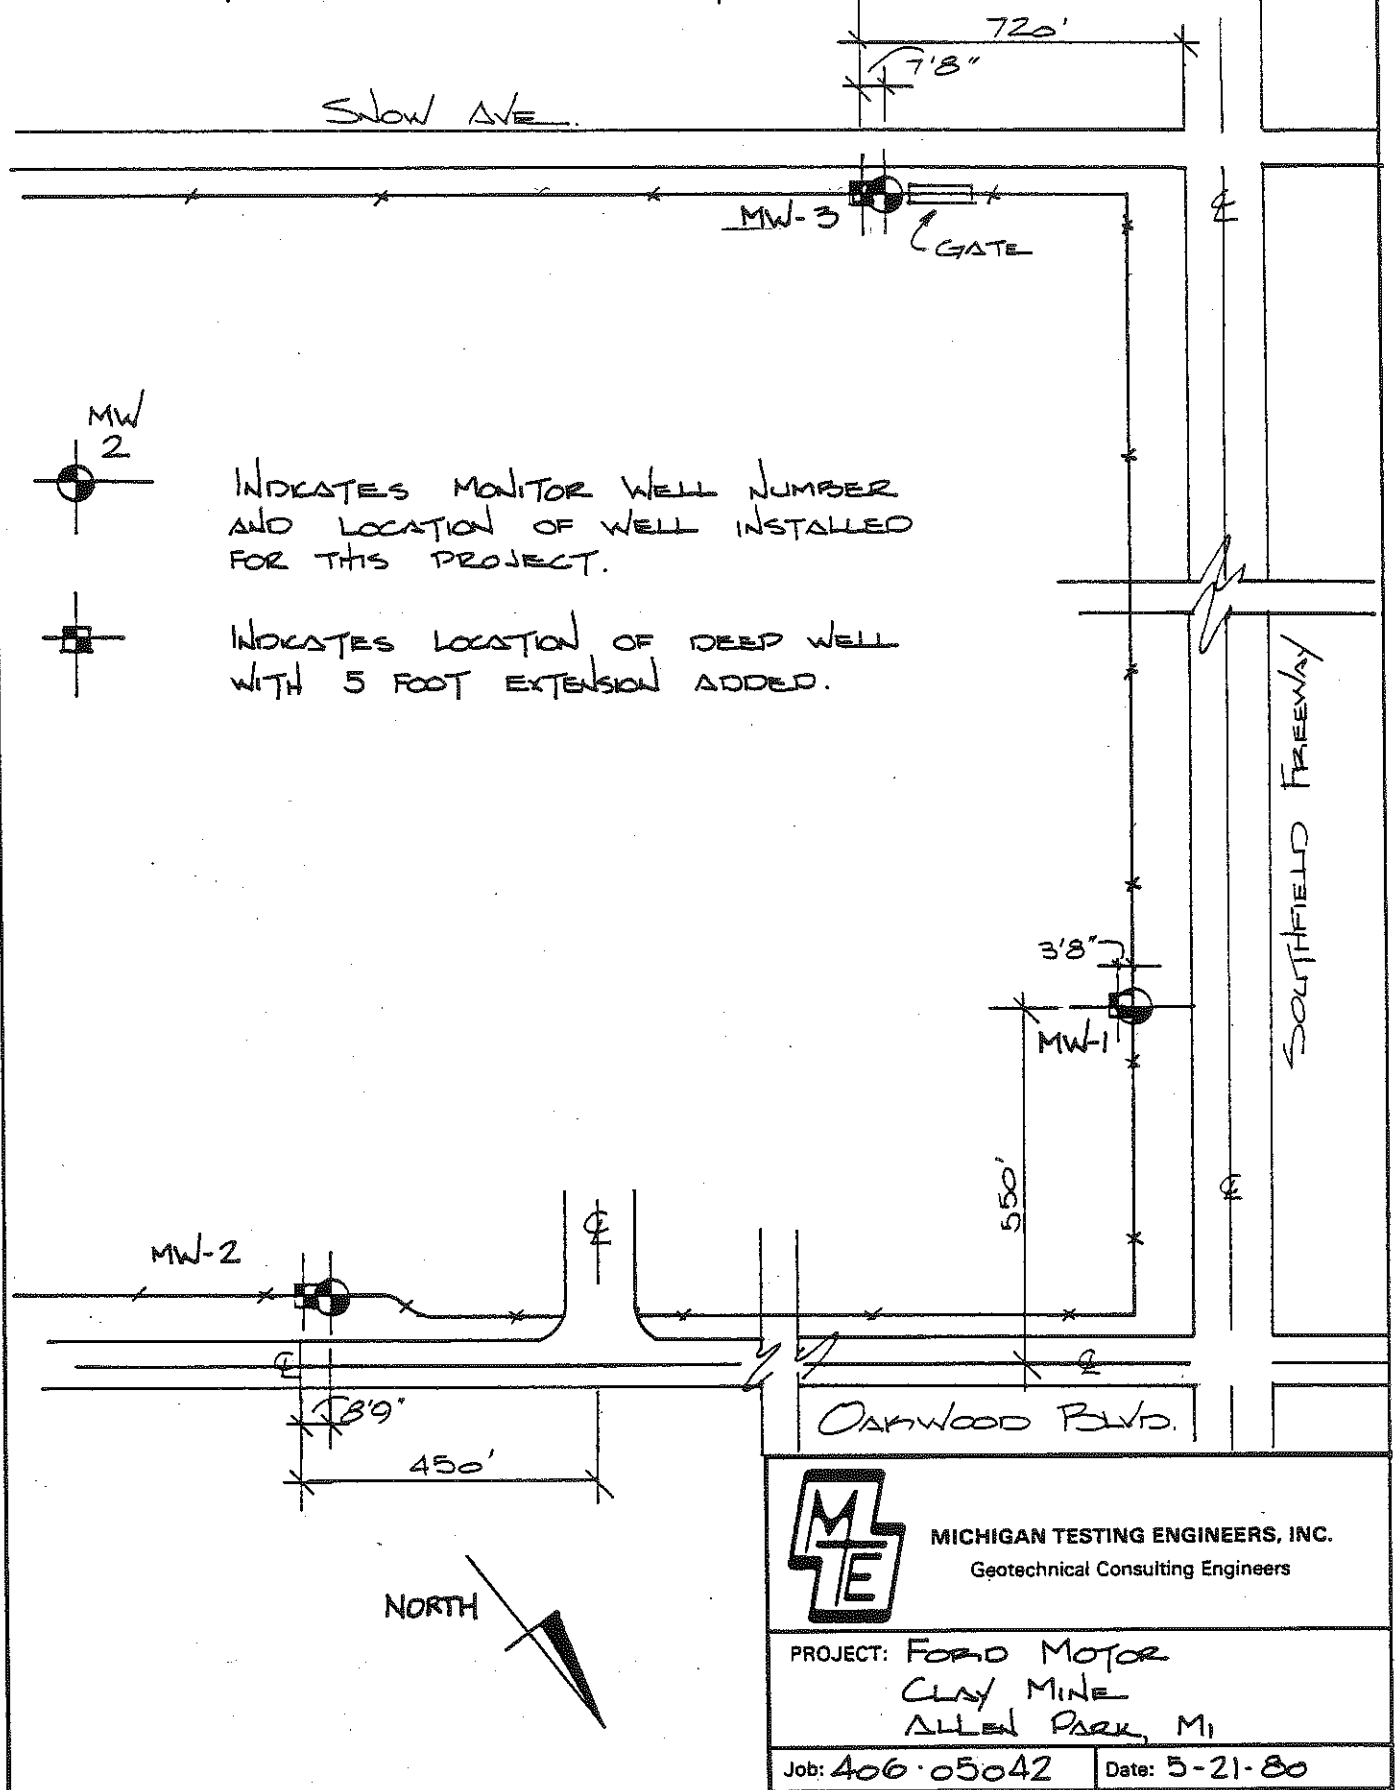 720'
7'8"
SNOW AVE.
℄
MW-3
GATE
MW
2
INDICATES MONITOR WELL NUMBER
AND LOCATION OF WELL INSTALLED
FOR THIS PROJECT.
INDICATES LOCATION OF DEEP WELL
WITH 5 FOOT EXTENSION ADDED.
SOUTHFIELD FREEWAY
3'8"
MW-1
550'
℄
℄
MW-2
℄
℄
8'9"
OAKWOOD BLVD.
450'
MTE
MICHIGAN TESTING ENGINEERS, INC.
Geotechnical Consulting Engineers
NORTH
PROJECT: FORD MOTOR
CLAY MINE
ALLEN PARK, MI
Job: 406·05042 Date: 5-21-80